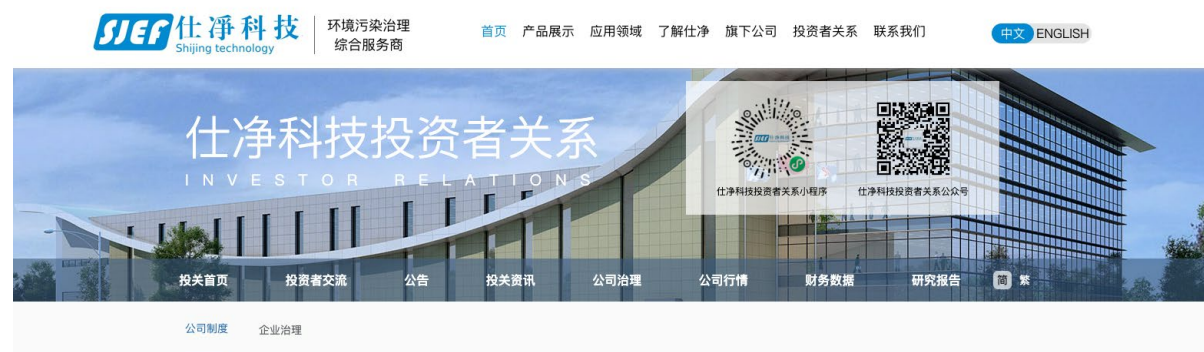 SJEF 仕净科技
Shijing technology
环境污染治理
综合服务商
首页 产品展示 应用领域 了解仕净 旗下公司 投资者关系 联系我们
中文 ENGLISH
仕净科技投资者关系
INVESTOR RELATIONS
仕净科技投资者关系小程序 仕净科技投资者关系公众号
投关首页 投资者交流 公告 投关资讯 公司治理 公司行情 财务数据 研究报告 简 繁
公司制度 企业治理